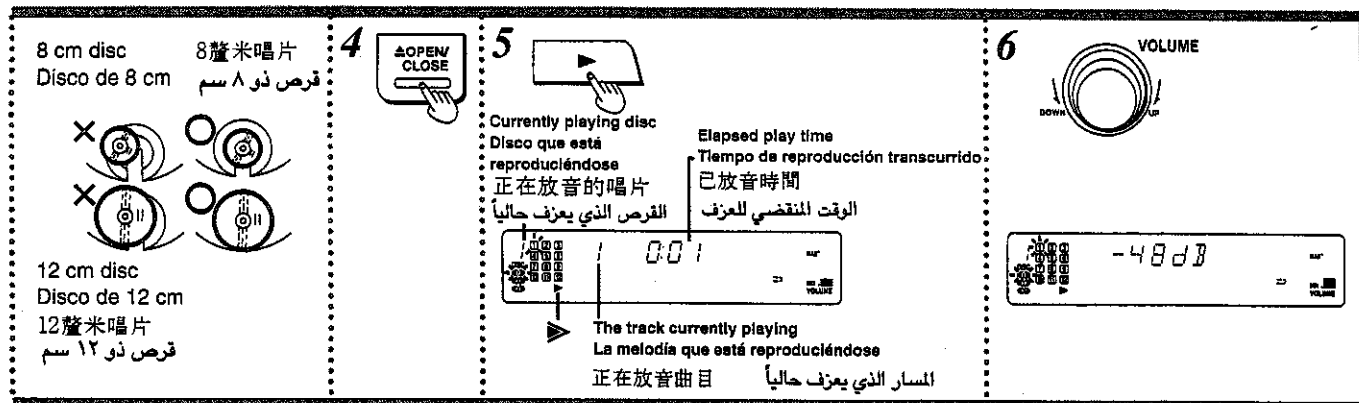 8 cm disc
8釐米唱片
Disco de 8 cm
قرص ذو ٨ سم
12 cm disc
Disco de 12 cm
12釐米唱片
قرص ذو ١٢ سم
4
▲OPEN/
CLOSE
5
Currently playing disc
Disco que está
reproduciéndose
正在放音的唱片
القرص الذي يعزف حالياً
Elapsed play time
Tiempo de reproducción transcurrido
已放音時間
الوقت المنقضي للعزف
1 0:01
VOLUME
The track currently playing
La melodía que está reproduciéndose
正在放音曲目
المسار الذي يعزف حالياً
6
VOLUME
DOWN
UP
-48dB
VOLUME